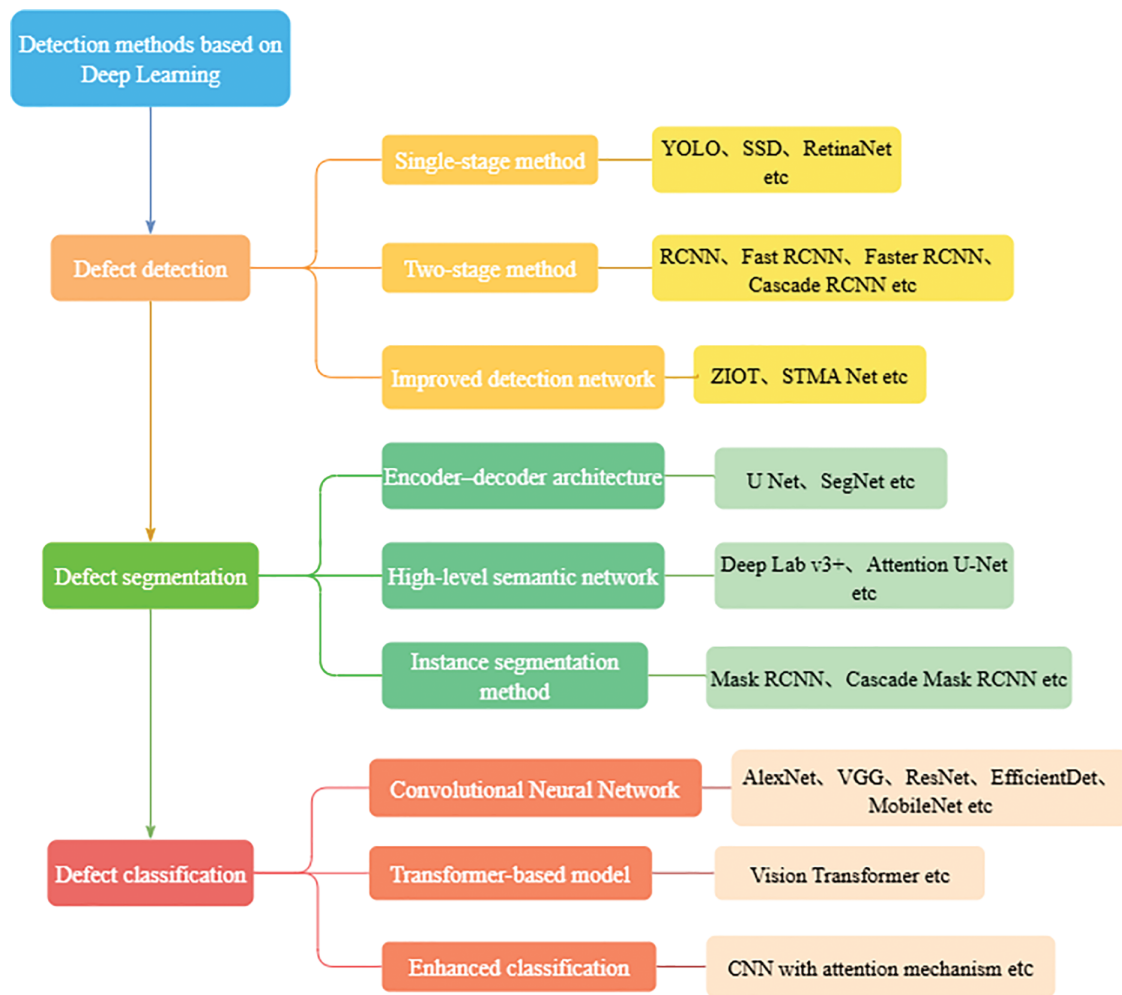 Detection methods based on
Deep Learning
Single-stage method
YOLO、SSD、RetinaNet
etc
Defect detection
Two-stage method
RCNN、Fast RCNN、Faster RCNN、
Cascade RCNN etc
Improved detection network
ZIOT、STMA Net etc
Encoder–decoder architecture
U Net、SegNet etc
Defect segmentation
High-level semantic network
Deep Lab v3+、Attention U-Net
etc
Instance segmentation
method
Mask RCNN、Cascade Mask RCNN etc
Convolutional Neural Network
AlexNet、VGG、ResNet、EfficientDet、
MobileNet etc
Defect classification
Transformer-based model
Vision Transformer etc
Enhanced classification
CNN with attention mechanism etc